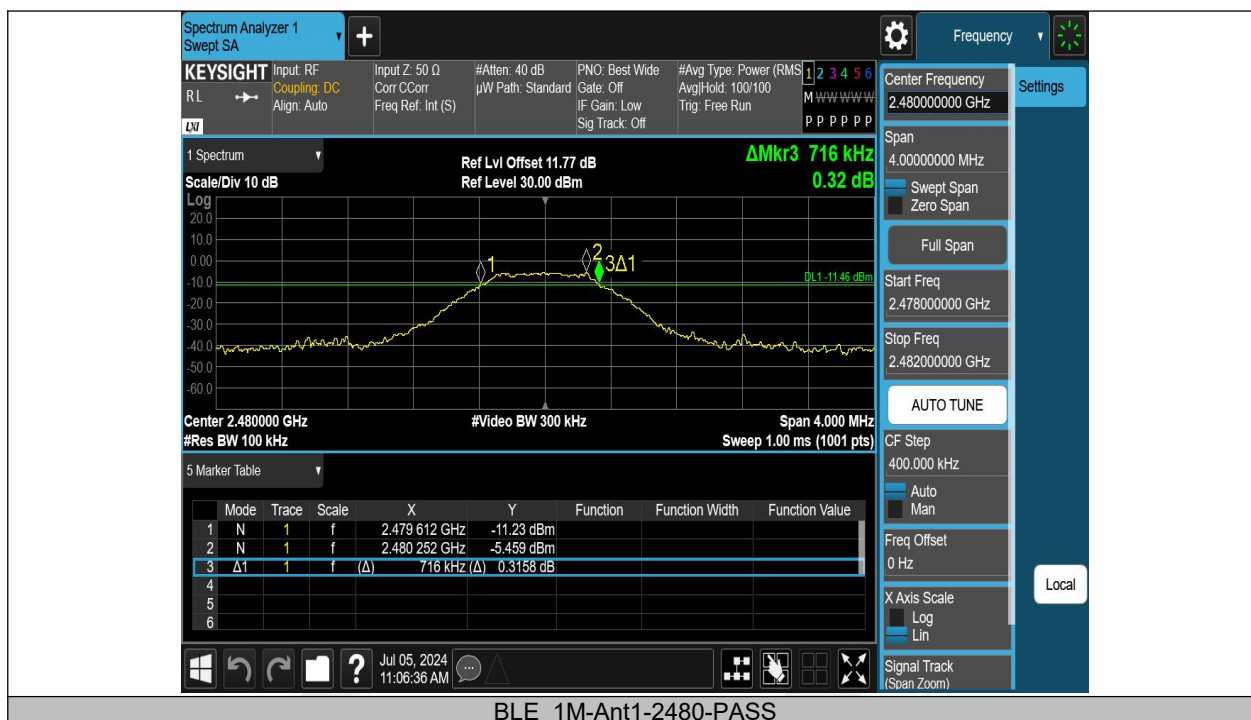 Spectrum Analyzer 1
Swept SA
Frequency
KEYSIGHT
RL
LXI
Input: RF
Coupling: DC
Align: Auto
Input Z: 50 Ω
Corr CCorr
Freq Ref: Int (S)
#Atten: 40 dB
µW Path: Standard
PNO: Best Wide
Gate: Off
IF Gain: Low
Sig Track: Off
#Avg Type: Power (RMS
Avg|Hold: 100/100
Trig: Free Run
1 2 3 4 5 6
M W W W W W
P P P P P P
1 Spectrum
Ref Lvl Offset 11.77 dB
ΔMkr3 716 kHz
Scale/Div 10 dB
Ref Level 30.00 dBm
0.32 dB
Log
20.0
10.0
0.00
-10.0
-20.0
-30.0
-40.0
-50.0
-60.0
1
2
3Δ1
DL1 -11.46 dBm
Center 2.480000 GHz
#Video BW 300 kHz
Span 4.000 MHz
#Res BW 100 kHz
Sweep 1.00 ms (1001 pts)
5 Marker Table
Mode Trace Scale X Y Function Function Width Function Value
1 N 1 f 2.479 612 GHz -11.23 dBm
2 N 1 f 2.480 252 GHz -5.459 dBm
3 Δ1 1 f (Δ) 716 kHz (Δ) 0.3158 dB
4
5
6
?
Jul 05, 2024
11:06:36 AM
Center Frequency
2.480000000 GHz
Settings
Span
4.00000000 MHz
Swept Span
Zero Span
Full Span
Start Freq
2.478000000 GHz
Stop Freq
2.482000000 GHz
AUTO TUNE
CF Step
400.000 kHz
Auto
Man
Freq Offset
0 Hz
Local
X Axis Scale
Log
Lin
Signal Track
(Span Zoom)
BLE_1M-Ant1-2480-PASS